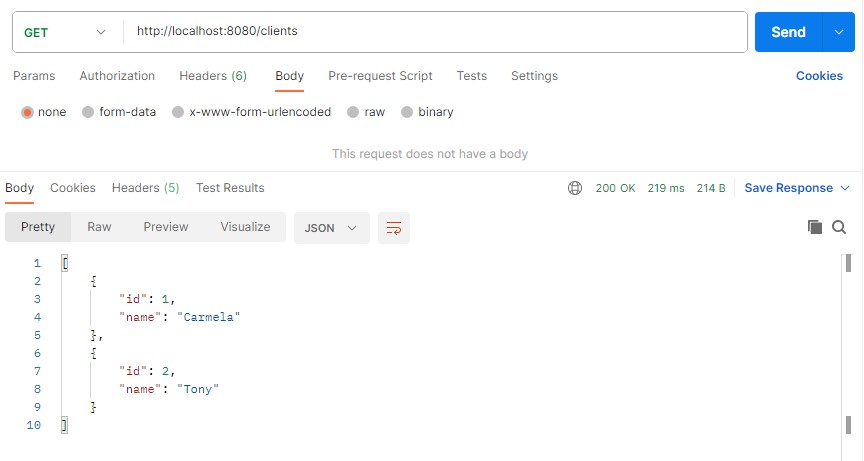 GET http://localhost:8080/clients Send
Params Authorization Headers (6) Body Pre-request Script Tests Settings Cookies
none form-data x-www-form-urlencoded raw binary
This request does not have a body
Body Cookies Headers (5) Test Results 200 OK 219 ms 214 B Save Response
Pretty Raw Preview Visualize JSON
1 [
2 {
3 "id": 1,
4 "name": "Carmela"
5 },
6 {
7 "id": 2,
8 "name": "Tony"
9 }
10 ]